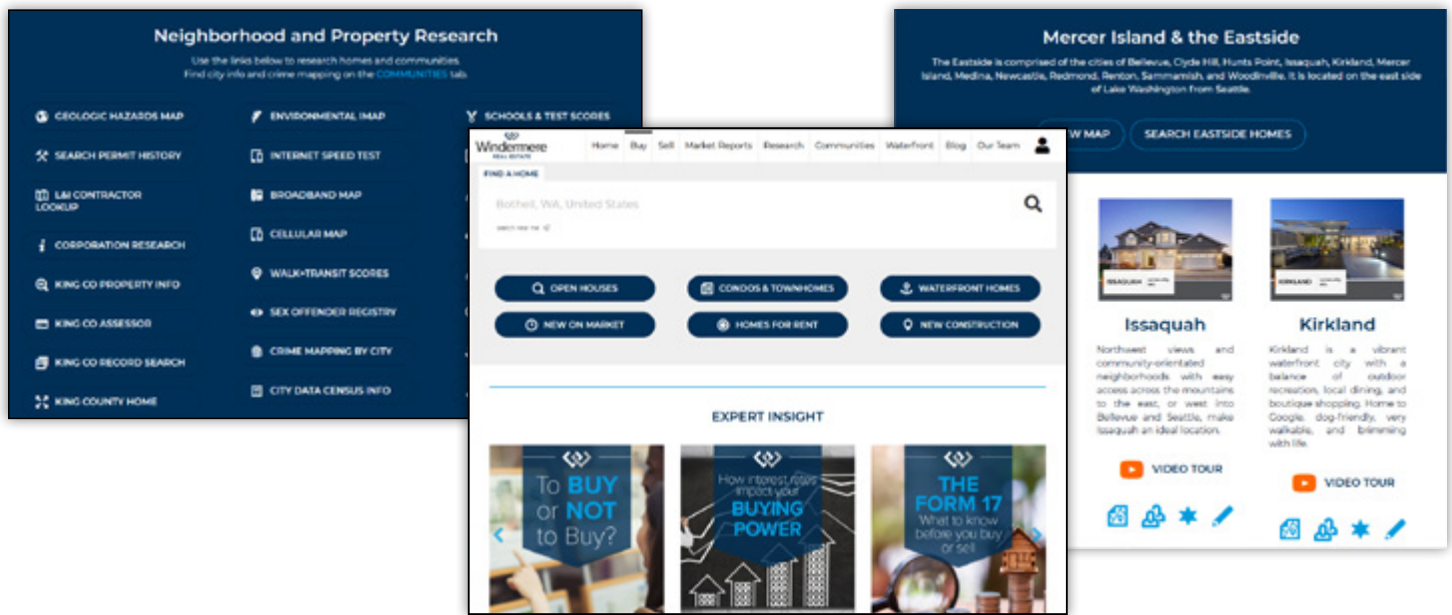 Neighborhood and Property Research
Use the links below to research homes and communities.
Find city info and crime mapping on the COMMUNITIES tab.
GEOLOGIC HAZARDS MAP
SEARCH PERMIT HISTORY
L&I CONTRACTOR
LOOKUP
CORPORATION RESEARCH
KING CO PROPERTY INFO
KING CO ASSESSOR
KING CO RECORD SEARCH
KING COUNTY HOME
ENVIRONMENTAL IMAP
INTERNET SPEED TEST
BROADBAND MAP
CELLULAR MAP
WALK+TRANSIT SCORES
SEX OFFENDER REGISTRY
CRIME MAPPING BY CITY
CITY DATA CENSUS INFO
SCHOOLS & TEST SCORES
Windermere
REAL ESTATE
Home Buy Sell Market Reports Research Communities Waterfront Blog Our Team
FIND A HOME
Bothell, WA, United States
search near me
OPEN HOUSES
CONDOS & TOWNHOMES
WATERFRONT HOMES
NEW ON MARKET
HOMES FOR RENT
NEW CONSTRUCTION
EXPERT INSIGHT
To BUY
or NOT
to Buy?
How interest rates
impact your
BUYING
POWER
THE
FORM 17
What to know
before you buy
or sell
Mercer Island & the Eastside
The Eastside is comprised of the cities of Bellevue, Clyde Hill, Hunts Point, Issaquah, Kirkland, Mercer
Island, Medina, Newcastle, Redmond, Renton, Sammamish, and Woodinville. It is located on the east side
of Lake Washington from Seattle.
W MAP
SEARCH EASTSIDE HOMES
ISSAQUAH
KIRKLAND
Issaquah
Northwest views and
community-orientated
neighborhoods with easy
access across the mountains
to the east, or west into
Bellevue and Seattle, make
Issaquah an ideal location.
VIDEO TOUR
Kirkland
Kirkland is a vibrant
waterfront city with a
balance of outdoor
recreation, local dining, and
boutique shopping. Home to
Google, dog-friendly, very
walkable, and brimming
with life.
VIDEO TOUR